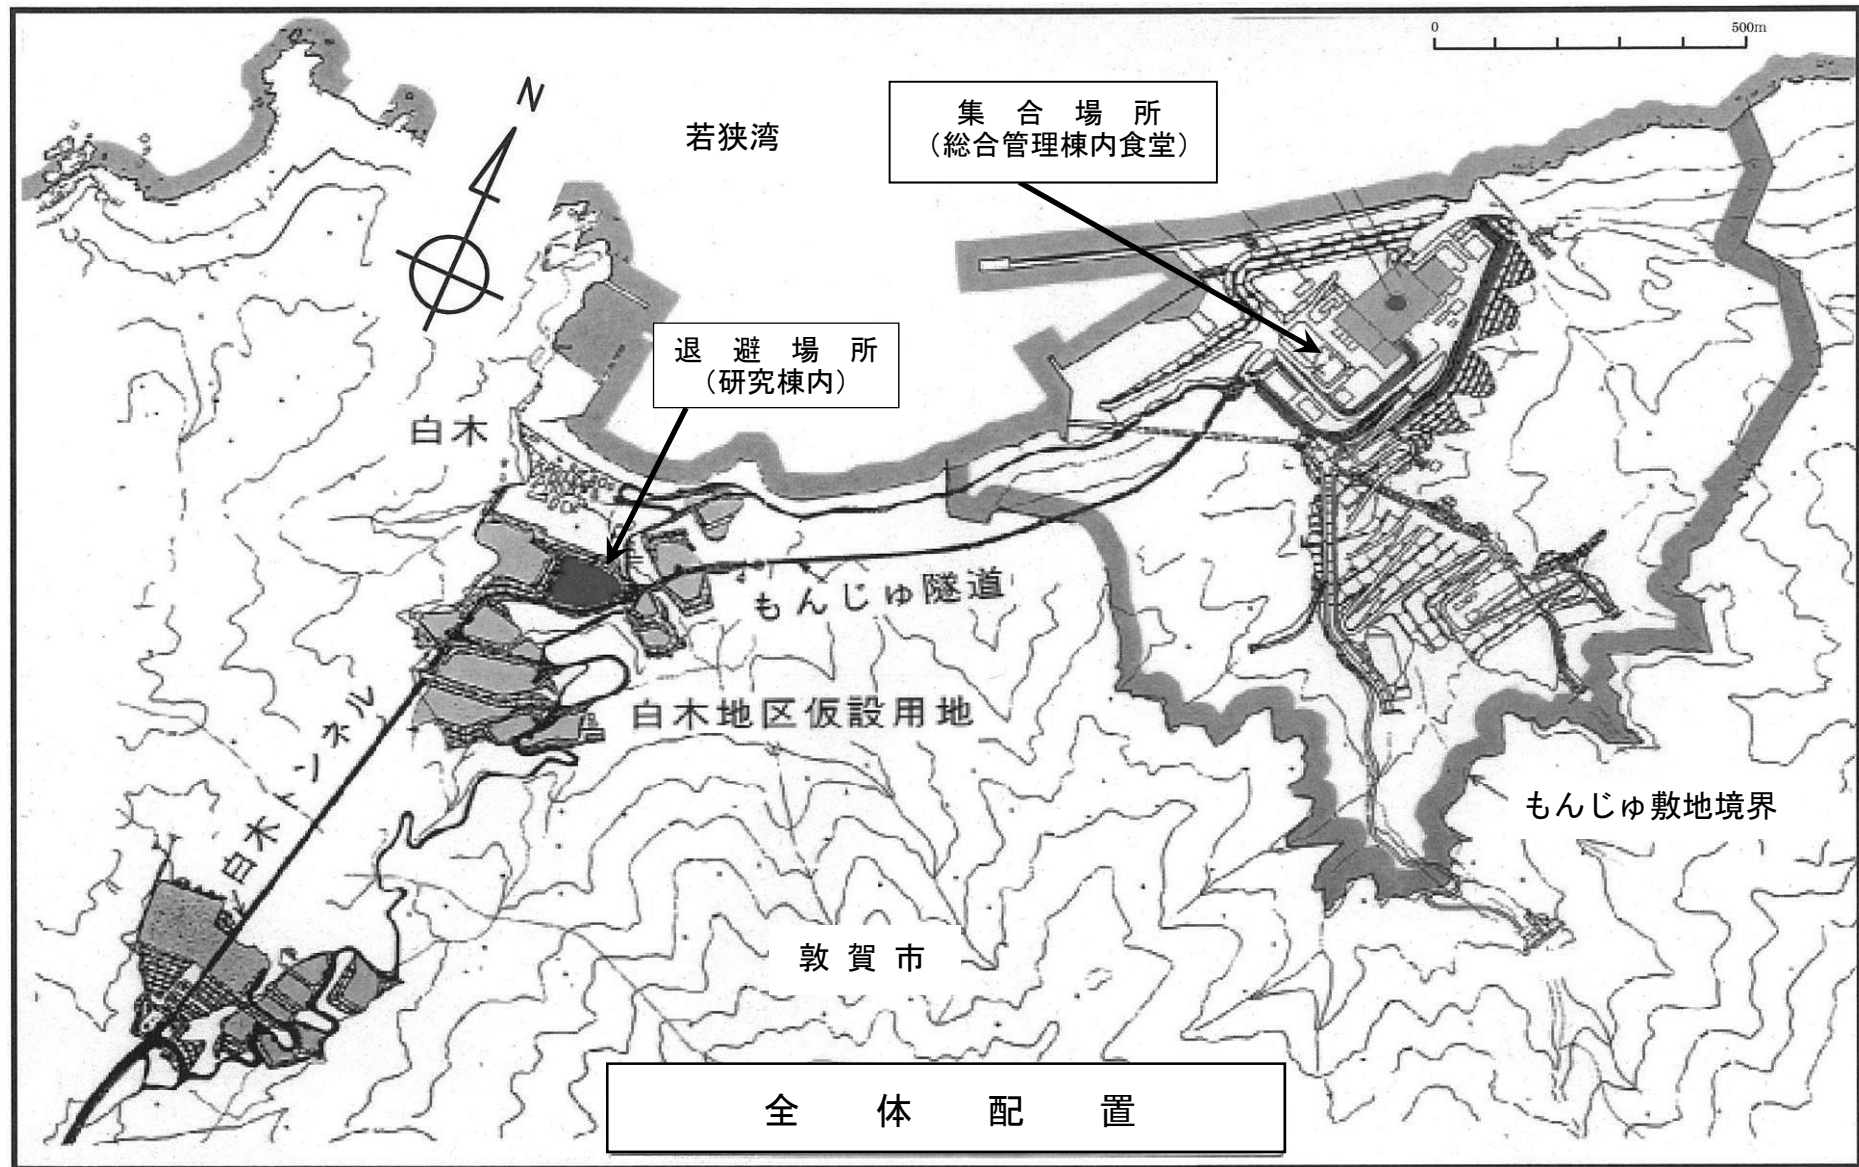 0 500m
N
若狭湾
集合場所
（総合管理棟内食堂）
退避場所
（研究棟内）
白木
もんじゅ隧道
白木地区仮設用地
白木トンネル
もんじゅ敷地境界
敦賀市
全体配置